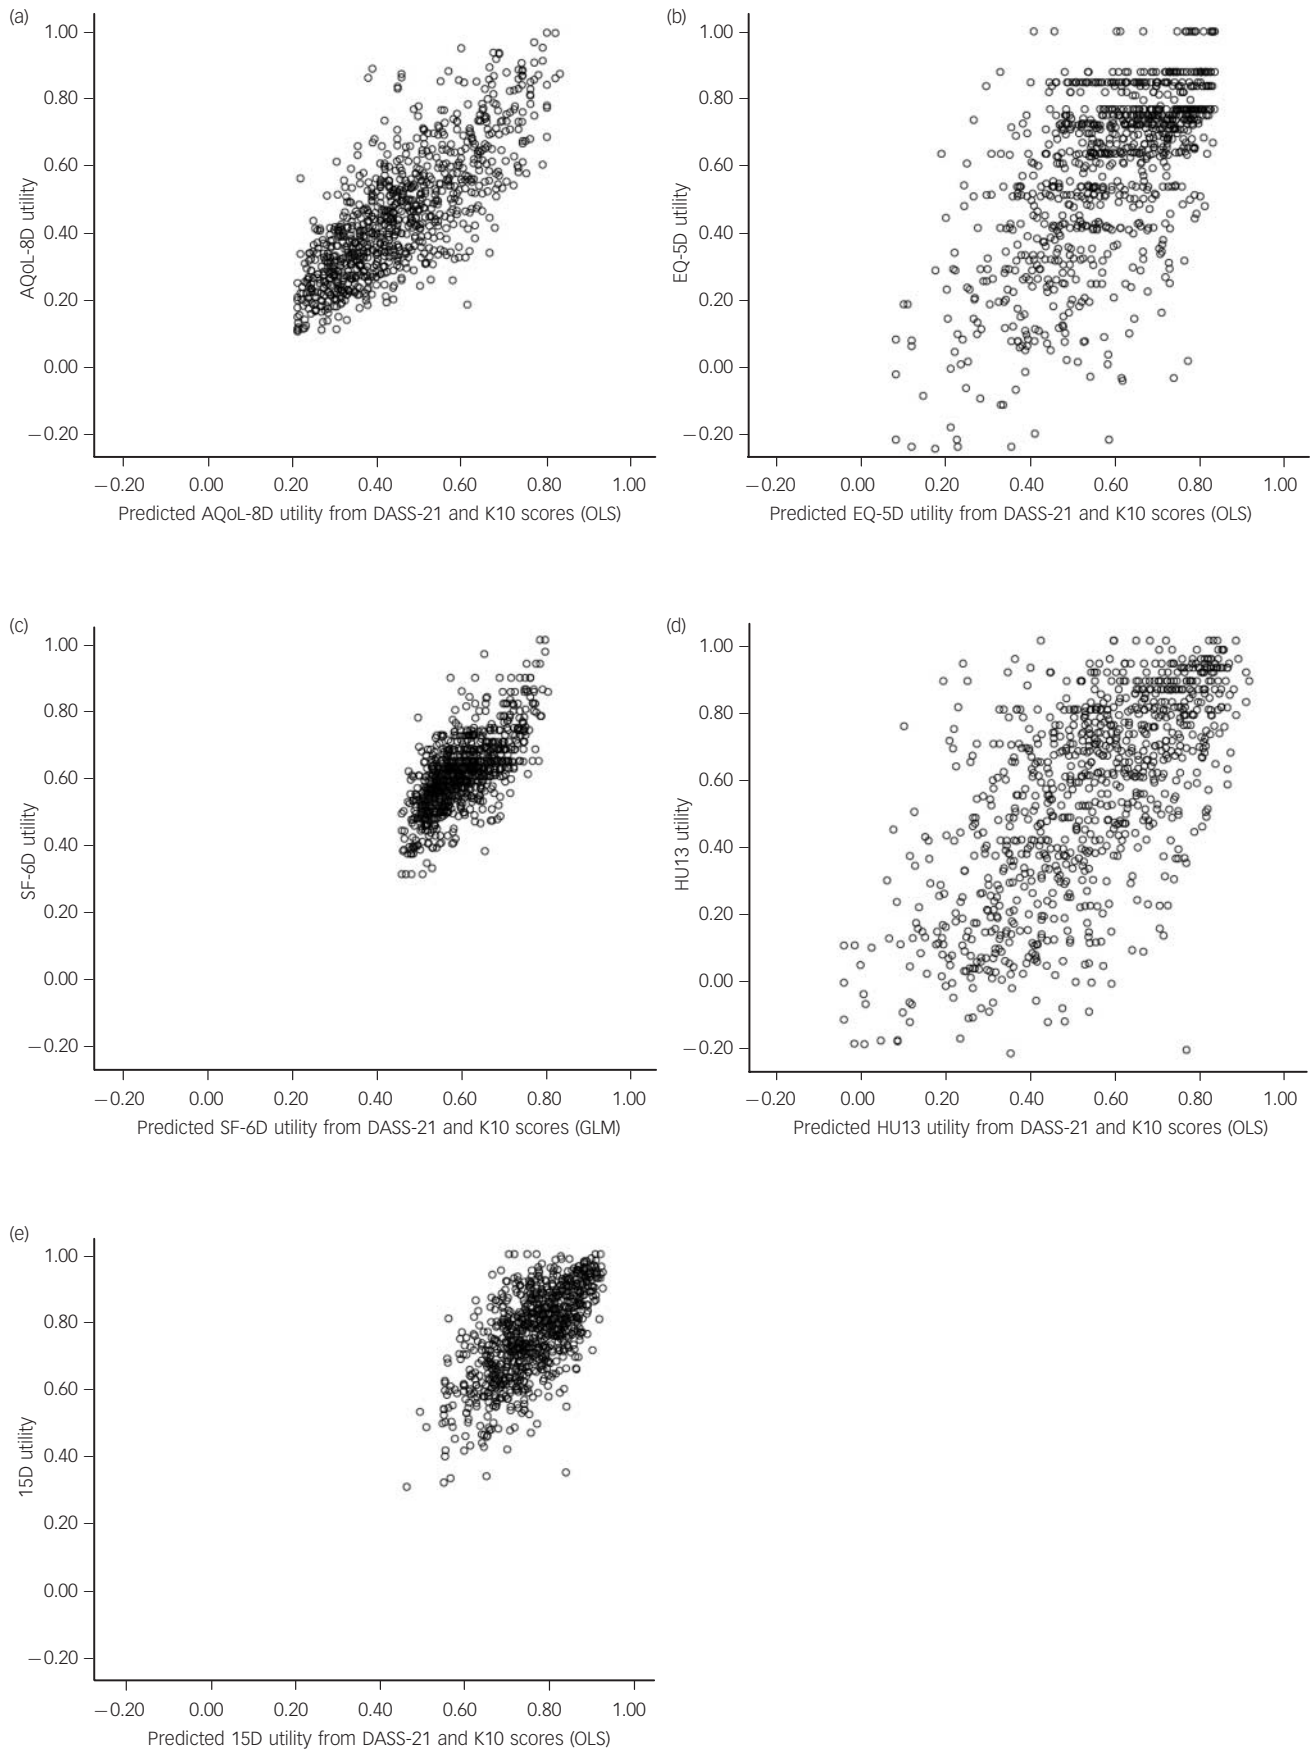 (a)
1.00
0.80
0.60
0.40
0.20
0.00
−0.20
AQoL-8D utility
−0.20 0.00 0.20 0.40 0.60 0.80 1.00
Predicted AQoL-8D utility from DASS-21 and K10 scores (OLS)
(b)
1.00
0.80
0.60
0.40
0.20
0.00
−0.20
EQ-5D utility
−0.20 0.00 0.20 0.40 0.60 0.80 1.00
Predicted EQ-5D utility from DASS-21 and K10 scores (OLS)
(c)
1.00
0.80
0.60
0.40
0.20
0.00
−0.20
SF-6D utility
−0.20 0.00 0.20 0.40 0.60 0.80 1.00
Predicted SF-6D utility from DASS-21 and K10 scores (GLM)
(d)
1.00
0.80
0.60
0.40
0.20
0.00
−0.20
HU13 utility
−0.20 0.00 0.20 0.40 0.60 0.80 1.00
Predicted HU13 utility from DASS-21 and K10 scores (OLS)
(e)
1.00
0.80
0.60
0.40
0.20
0.00
−0.20
15D utility
−0.20 0.00 0.20 0.40 0.60 0.80 1.00
Predicted 15D utility from DASS-21 and K10 scores (OLS)